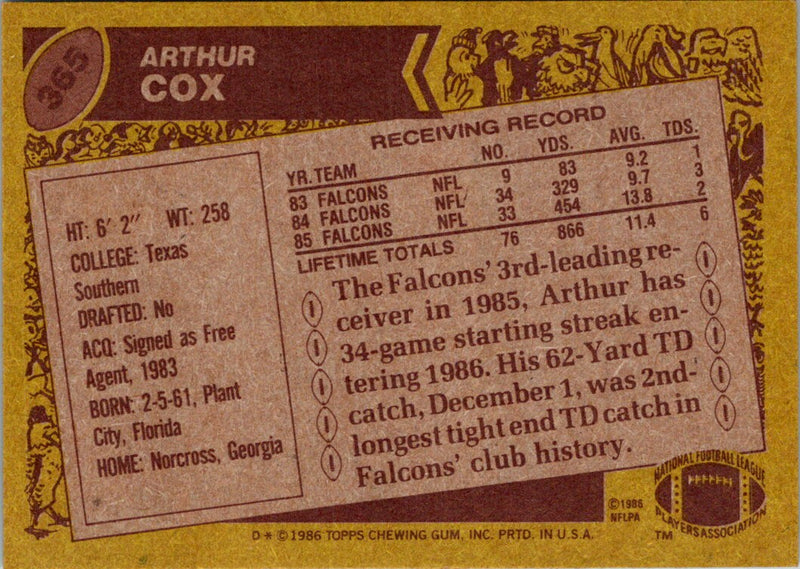 365
ARTHUR
COX
RECEIVING RECORD
YR. TEAM NO. YDS. AVG. TDS.
83 FALCONS NFL 9 83 9.2 1
84 FALCONS NFL 34 329 9.7 3
85 FALCONS NFL 33 454 13.8 2
LIFETIME TOTALS 76 866 11.4 6
HT: 6′ 2″ WT: 258
COLLEGE: Texas
Southern
DRAFTED: No
ACQ: Signed as Free
Agent, 1983
BORN: 2-5-61, Plant
City, Florida
HOME: Norcross, Georgia
The Falcons' 3rd-leading re-
ceiver in 1985, Arthur has
34-game starting streak en-
tering 1986. His 62-Yard TD
catch, December 1, was 2nd-
longest tight end TD catch in
Falcons' club history.
©1986
NFLPA
NATIONAL FOOTBALL LEAGUE
PLAYERS ASSOCIATION
TM
D * © 1986 TOPPS CHEWING GUM, INC. PRTD. IN U.S.A.